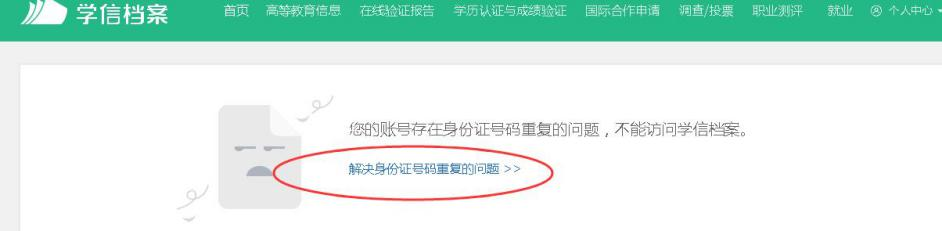 学信档案 首页 高等教育信息 在线验证报告 学历认证与成绩验证 国际合作申请 调查/投票 职业测评 就业 个人中心
您的账号存在身份证号码重复的问题，不能访问学信档案。
解决身份证号码重复的问题 >>